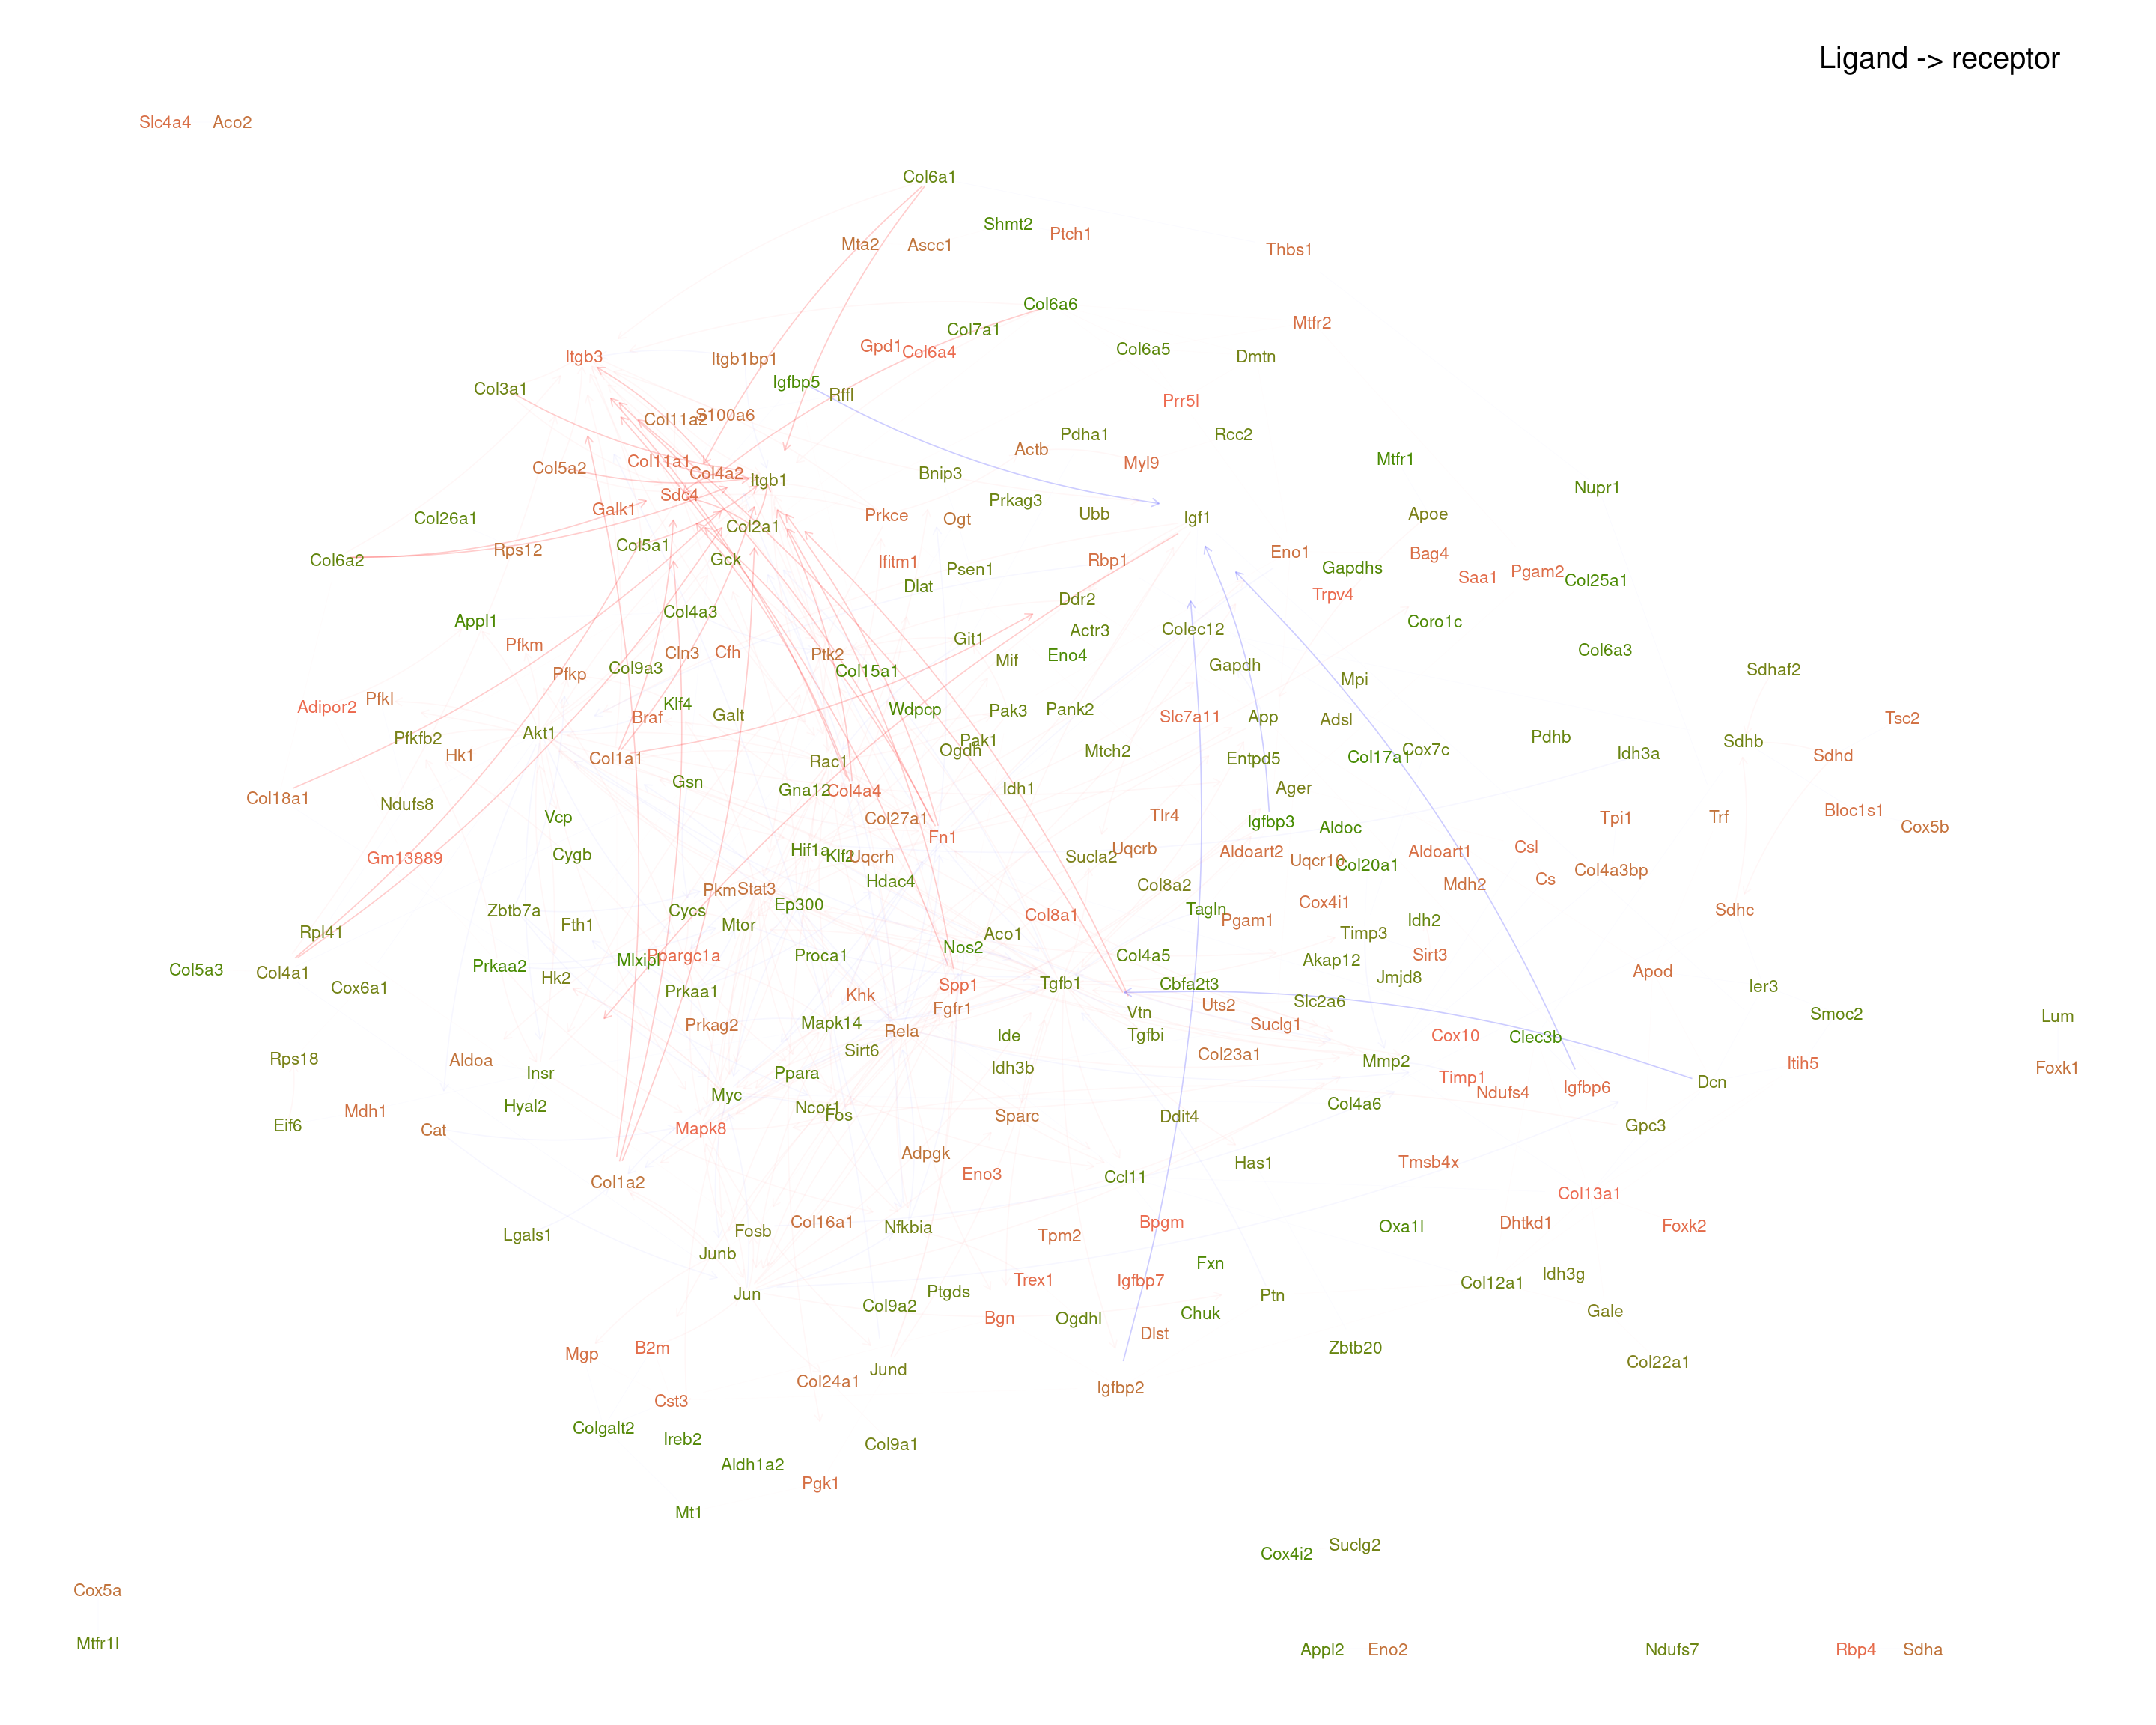 Ligand -> receptor
Slc4a4 Aco2
Col6a1
Shmt2 Ptch1
Mta2 Ascc1 Thbs1
Col6a6
Col7a1 Mtfr2
Gpd1 Col6a4 Col6a5
Itgb3 Itgb1bp1 Dmtn
Col3a1 Igfbp5 Rffl
Prr5l
Col11a2 S100a6
Pdha1 Rcc2
Actb
Col5a2 Col11a1 Col4a2 Itgb1 Bnip3 Myl9 Mtfr1
Sdc4 Nupr1
Galk1 Prkag3
Col26a1 Col2a1 Prkce Ogt Ubb Igf1 Apoe
Rps12 Col5a1
Col6a2 Gck Ifitm1 Psen1 Rbp1 Eno1 Bag4
Dlat Gapdhs Saa1 Pgam2 Col25a1
Col4a3 Ddr2 Trpv4
Appl1 Actr3 Colec12 Coro1c
Pfkm Cln3 Cfh Ptk2 Git1
Pfkp Col9a3 Col15a1 Mif Eno4 Gapdh Col6a3
Mpi Sdhaf2
Adipor2 Pfkl Klf4
Braf Galt Wdpcp Pak3 Pank2 Slc7a11 App Adsl Tsc2
Pfkfb2 Akt1 Pak1 Pdhb Sdhb
Hk1 Col1a1 Rac1 Ogdh Mtch2 Entpd5 Col17a1 Cox7c Idh3a Sdhd
Gsn Gna12 Col4a4 Idh1 Ager
Col18a1 Ndufs8
Vcp Col27a1 Fn1 Tlr4 Igfbp3 Aldoc Tpi1 Trf Bloc1s1 Cox5b
Gm13889 Cygb Hif1a Klf2 Uqcrh Sucla2 Uqcrb Aldoart2 Uqcr10 Col20a1 Aldoart1 Csl
Pkm Stat3 Hdac4 Col8a2 Mdh2 Cs Col4a3bp
Zbtb7a Cycs Ep300 Col8a1 Tagln Pgam1 Cox4i1 Idh2 Sdhc
Rpl41 Fth1 Mtor Aco1 Timp3
Col5a3 Col4a1 Prkaa2 Mlxipl Ppargc1a Proca1 Nos2 Col4a5 Akap12 Sirt3
Cox6a1 Hk2 Prkaa1 Khk Spp1 Tgfb1 Cbfa2t3 Jmjd8 Apod Ier3
Fgfr1 Vtn Uts2 Slc2a6 Smoc2 Lum
Prkag2 Mapk14 Rela Ide Tgfbi Suclg1 Cox10 Clec3b
Rps18 Aldoa Sirt6 Idh3b Col23a1 Mmp2 Itih5 Foxk1
Insr Ppara Timp1 Igfbp6 Dcn
Mdh1 Hyal2 Myc Ncor1 Fos Sparc Ddit4 Col4a6 Ndufs4
Eif6 Cat Mapk8 Gpc3
Adpgk Has1 Tmsb4x
Col1a2 Eno3 Ccl11 Col13a1
Lgals1 Fosb Col16a1 Nfkbia Tpm2 Bpgm Oxa1l Dhtkd1 Foxk2
Junb Fxn
Jun Ptgds Trex1 Igfbp7 Ptn Col12a1 Idh3g
Col9a2 Bgn Ogdhl Chuk Gale
Mgp B2m Dlst Zbtb20
Jund Col22a1
Cst3 Col24a1 Igfbp2
Colgalt2 Ireb2 Col9a1
Aldh1a2
Pgk1
Mt1
Cox4i2 Suclg2
Cox5a
Mtfr1l Appl2 Eno2 Ndufs7 Rbp4 Sdha